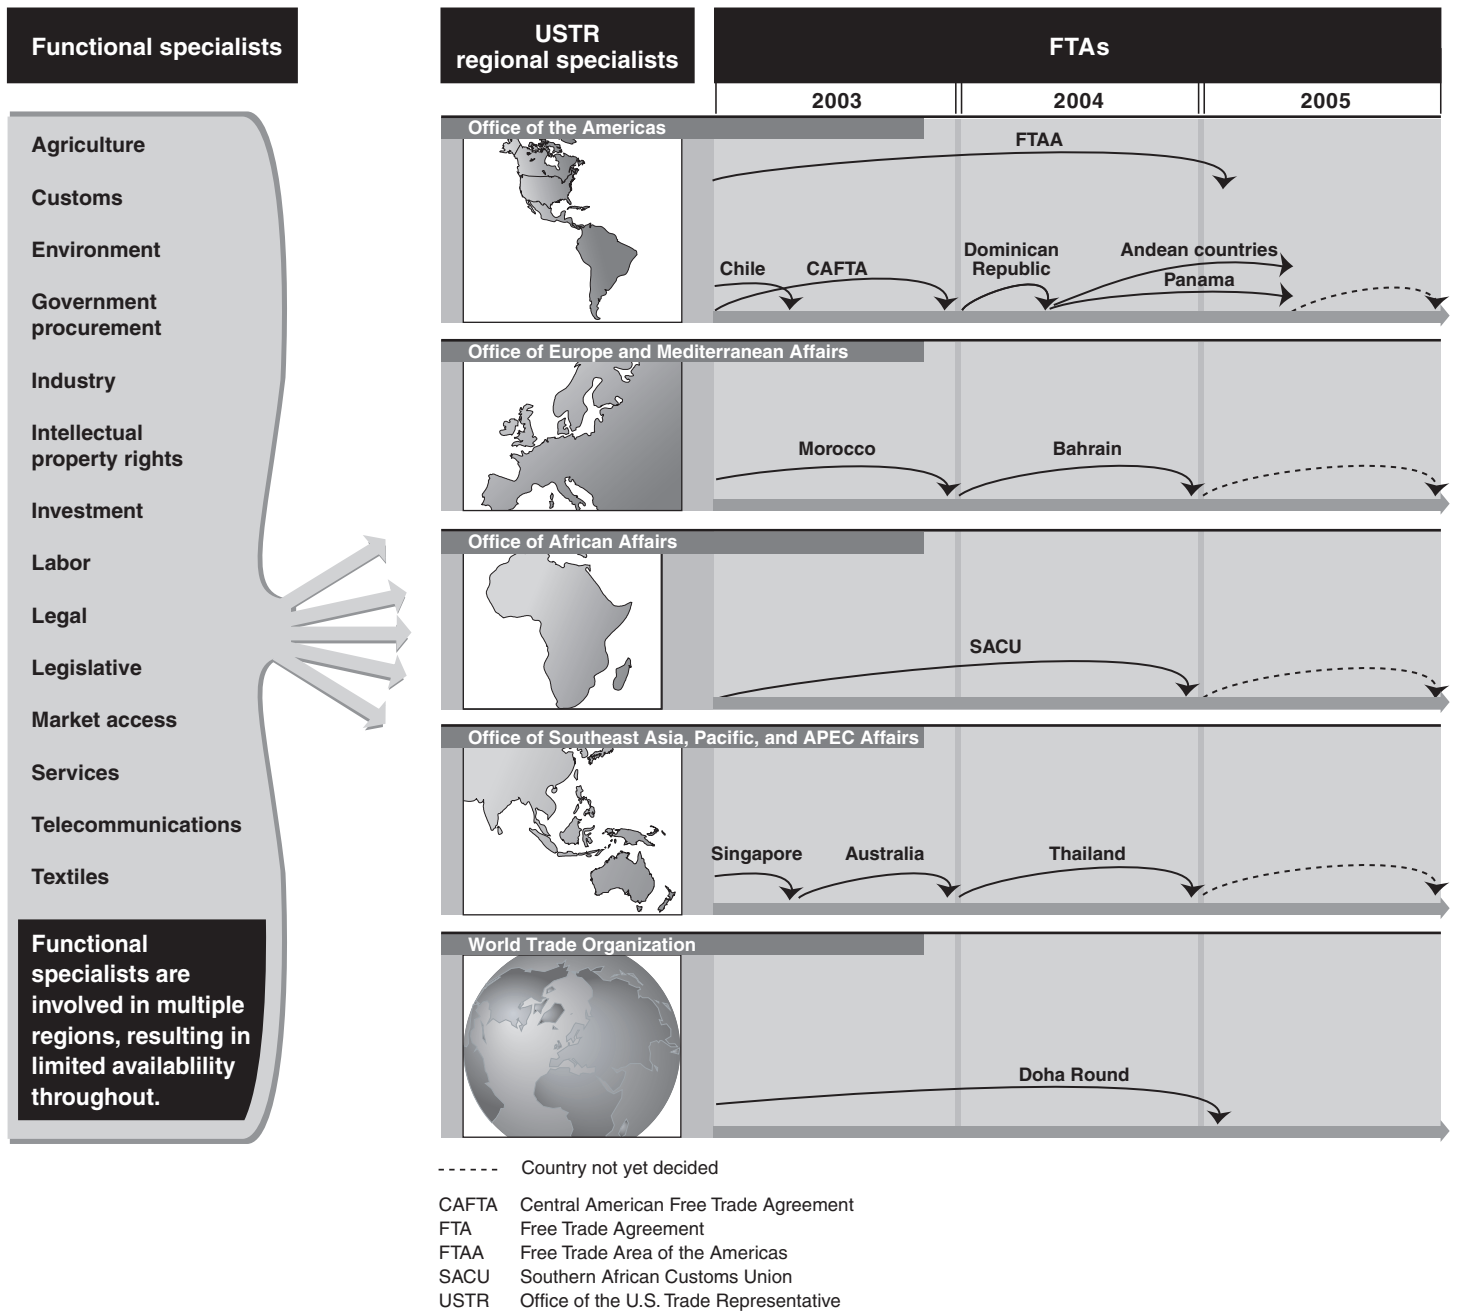 Functional specialists
Agriculture
Customs
Environment
Government
procurement
Industry
Intellectual
property rights
Investment
Labor
Legal
Legislative
Market access
Services
Telecommunications
Textiles
Functional
specialists are
involved in multiple
regions, resulting in
limited availablility
throughout.
USTR
regional specialists
FTAs
2003
2004
2005
Office of the Americas
FTAA
Chile
CAFTA
Dominican
Republic
Andean countries
Panama
Office of Europe and Mediterranean Affairs
Morocco
Bahrain
Office of African Affairs
SACU
Office of Southeast Asia, Pacific, and APEC Affairs
Singapore
Australia
Thailand
World Trade Organization
Doha Round
------ Country not yet decided
CAFTA Central American Free Trade Agreement
FTA Free Trade Agreement
FTAA Free Trade Area of the Americas
SACU Southern African Customs Union
USTR Office of the U.S. Trade Representative